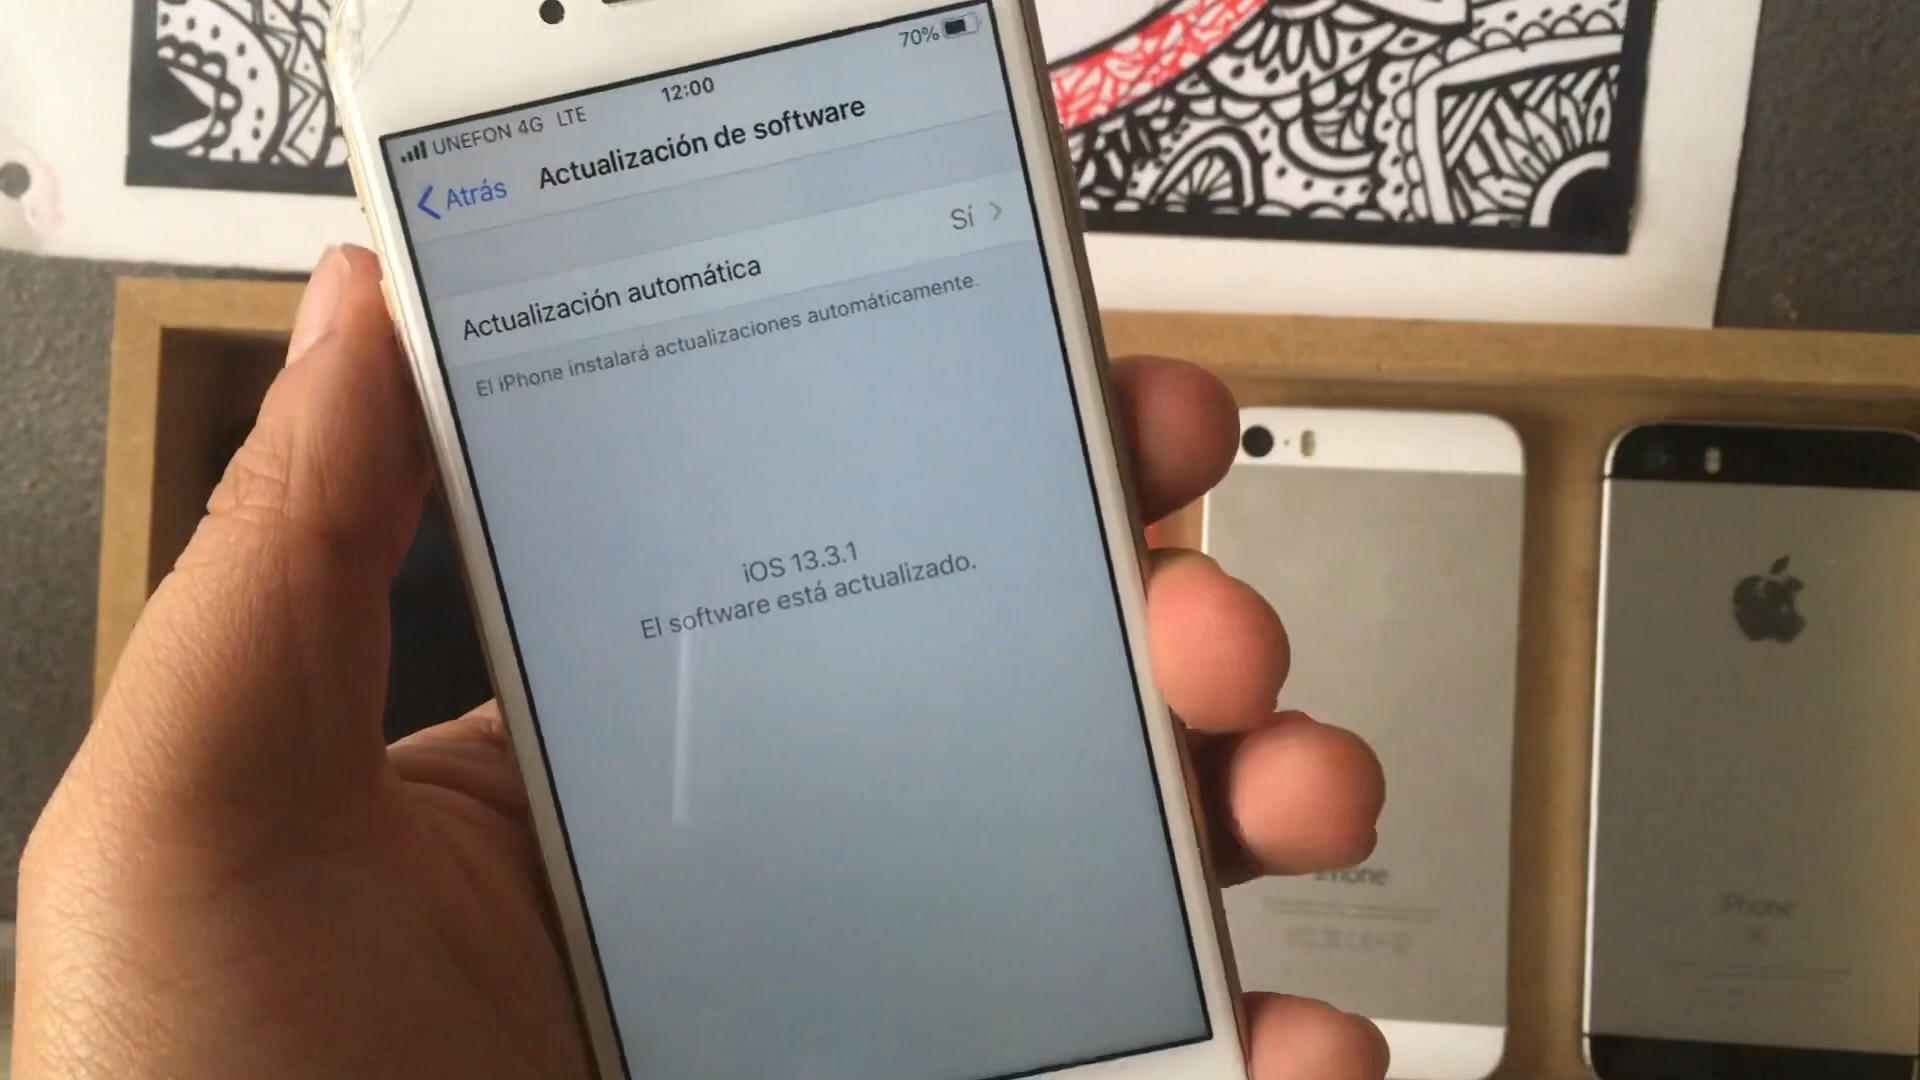 UNEFON 4G LTE
12:00
70%
Atrás
Actualización de software
Actualización automática
Sí
El iPhone instalará actualizaciones automáticamente.
iOS 13.3.1
El software está actualizado.
iPhone
iPhone